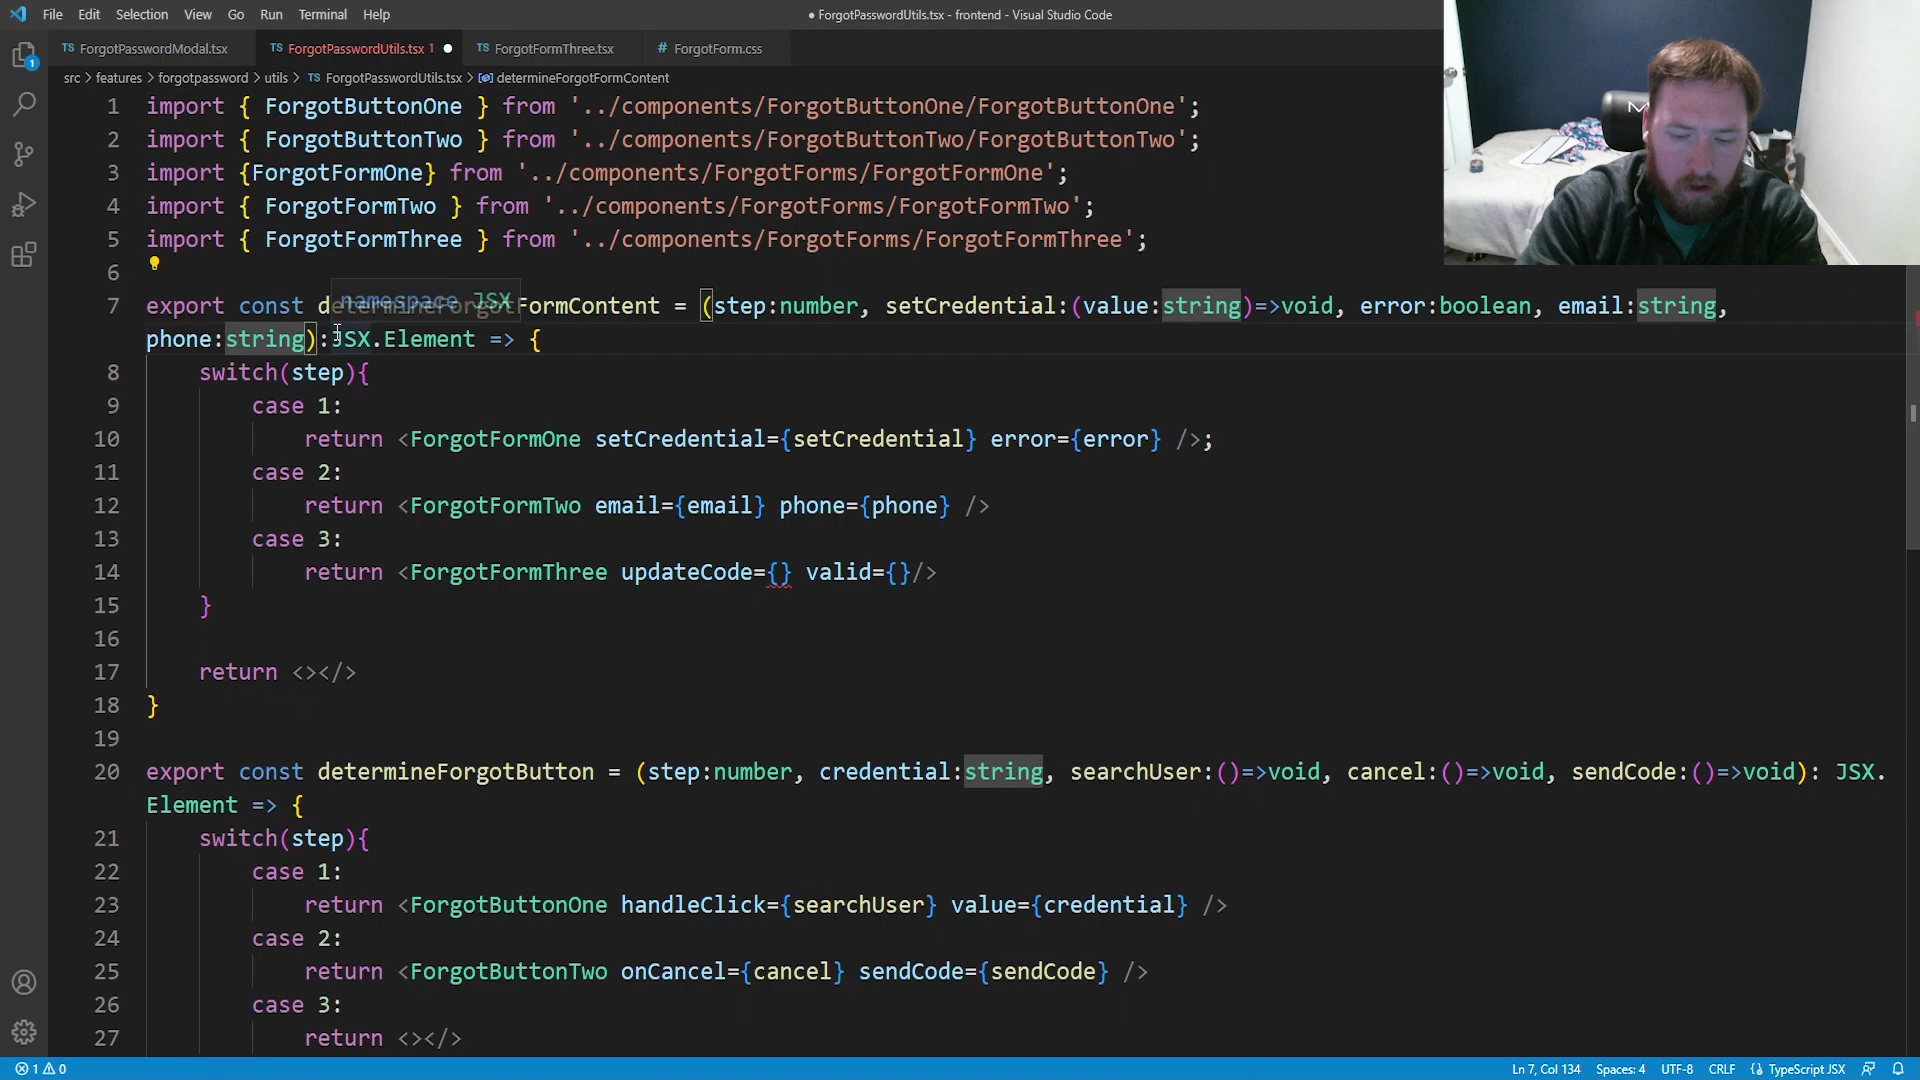 File Edit Selection View Go Run Terminal Help
● ForgotPasswordUtils.tsx - frontend - Visual Studio Code
TS ForgotPasswordModal.tsx TS ForgotPasswordUtils.tsx 1 ● TS ForgotFormThree.tsx # ForgotForm.css
src > features > forgotpassword > utils > TS ForgotPasswordUtils.tsx > determineForgotFormContent
1
1 import { ForgotButtonOne } from '../components/ForgotButtonOne/ForgotButtonOne';
2 import { ForgotButtonTwo } from '../components/ForgotButtonTwo/ForgotButtonTwo';
3 import {ForgotFormOne} from '../components/ForgotForms/ForgotFormOne';
4 import { ForgotFormTwo } from '../components/ForgotForms/ForgotFormTwo';
5 import { ForgotFormThree } from '../components/ForgotForms/ForgotFormThree';
6
namespace JSX
7 export const determineForgotFormContent = (step:number, setCredential:(value:string)=>void, error:boolean, email:string,
phone:string):JSX.Element => {
8 switch(step){
9 case 1:
10 return <ForgotFormOne setCredential={setCredential} error={error} />;
11 case 2:
12 return <ForgotFormTwo email={email} phone={phone} />
13 case 3:
14 return <ForgotFormThree updateCode={} valid={}/>
15 }
16
17 return <></>
18 }
19
20 export const determineForgotButton = (step:number, credential:string, searchUser:()=>void, cancel:()=>void, sendCode:()=>void): JSX.
Element => {
21 switch(step){
22 case 1:
23 return <ForgotButtonOne handleClick={searchUser} value={credential} />
24 case 2:
25 return <ForgotButtonTwo onCancel={cancel} sendCode={sendCode} />
26 case 3:
27 return <></>
1 0 Ln 7, Col 134 Spaces: 4 UTF-8 CRLF {} TypeScript JSX